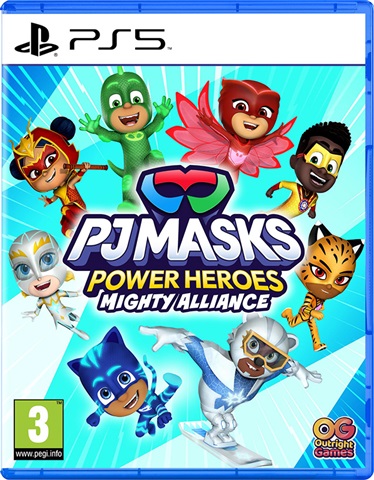 PS5
PJ MASKS
POWER HEROES
MIGHTY ALLIANCE
3
www.pegi.info
OG
Outright
Games